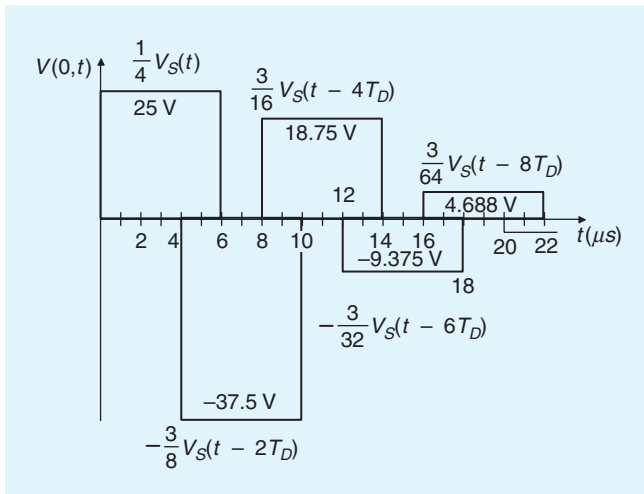 1/4 V_S(t)
V(0,t)
25 V
3/16 V_S(t − 4T_D)
18.75 V
3/64 V_S(t − 8T_D)
12
4.688 V
2 4 6 8 10 14 16 20 22 t(μs)
−9.375 V
18
−3/32 V_S(t − 6T_D)
−37.5 V
−3/8 V_S(t − 2T_D)